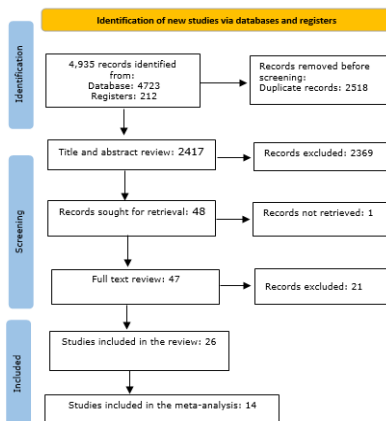 Identification of new studies via databases and registers
Identification
4,935 records identified
from:
Database: 4723
Registers: 212
Records removed before
screening:
Duplicate records: 2518
Screening
Title and abstract review: 2417
Records excluded: 2369
Records sought for retrieval: 48
Records not retrieved: 1
Full text review: 47
Records excluded: 21
Included
Studies included in the review: 26
Studies included in the meta-analysis: 14